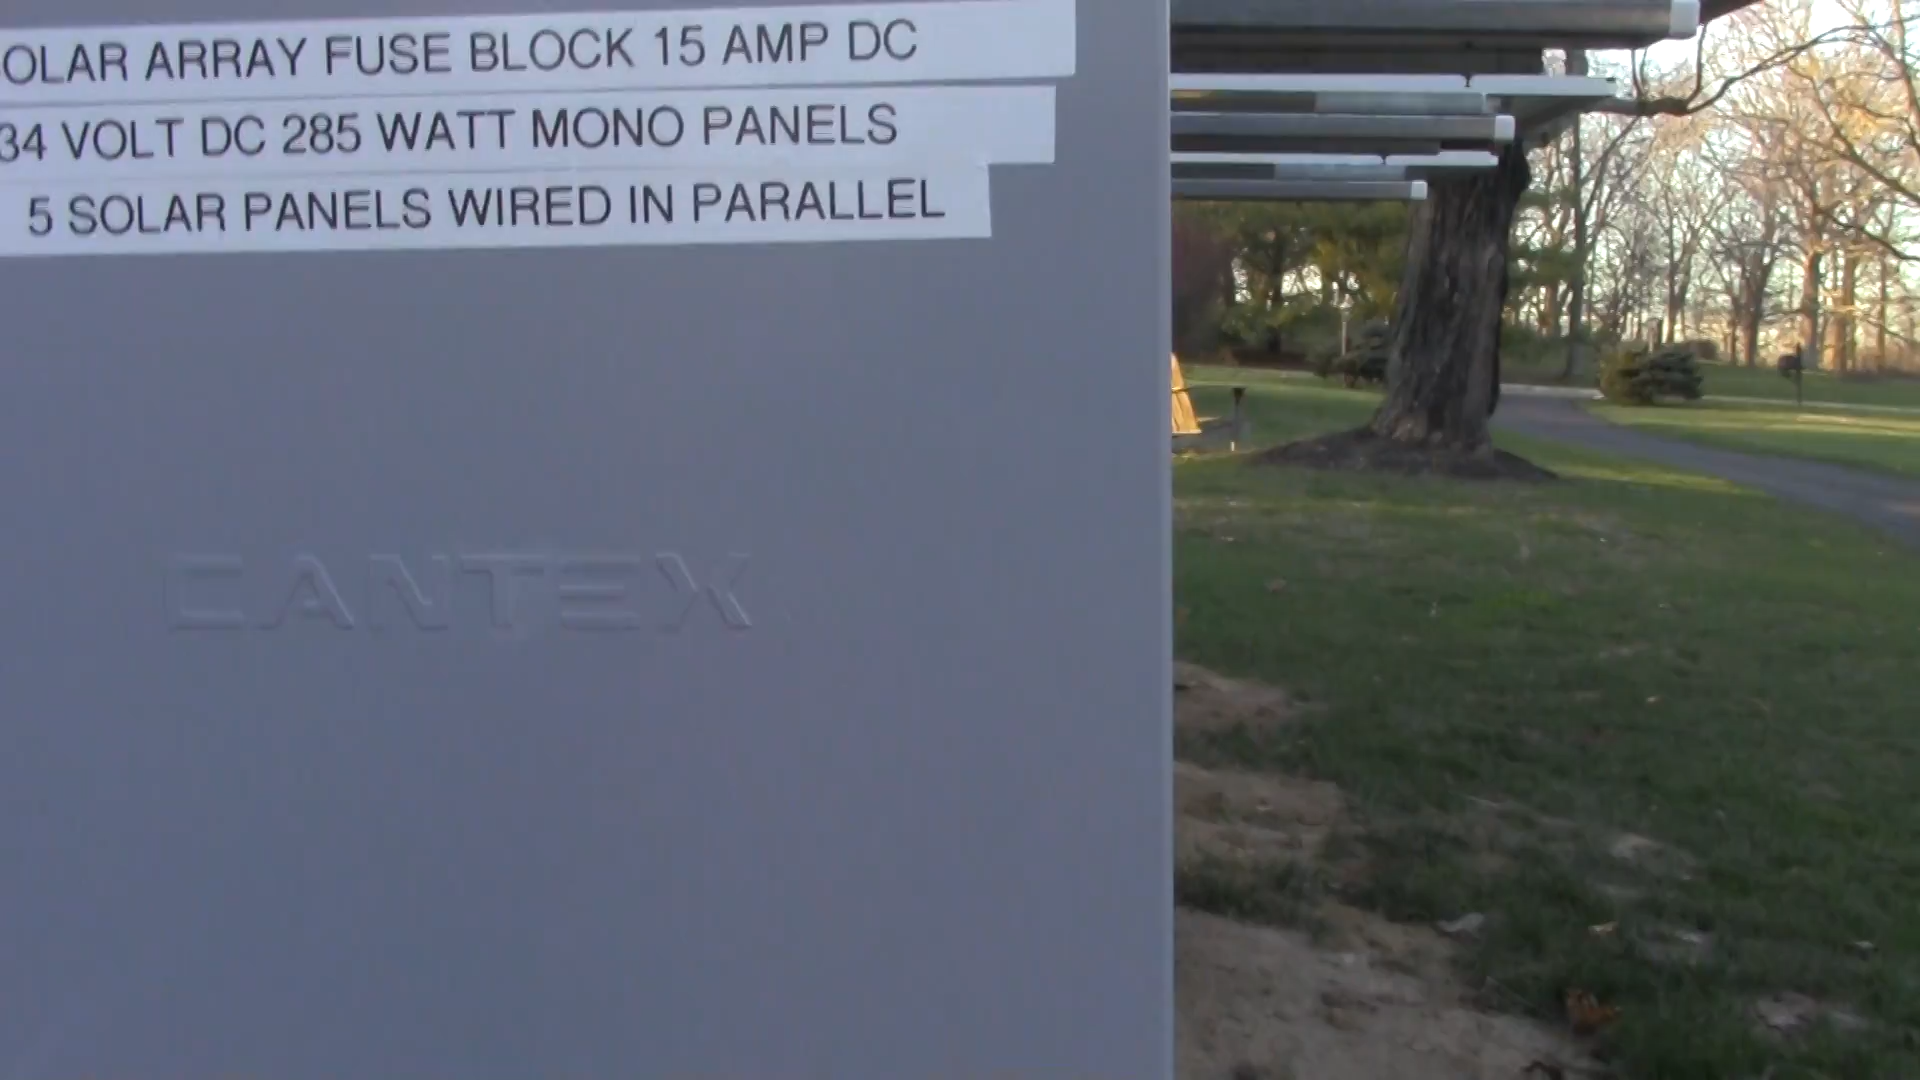 OLAR ARRAY FUSE BLOCK 15 AMP DC
34 VOLT DC 285 WATT MONO PANELS
5 SOLAR PANELS WIRED IN PARALLEL
CANTEX